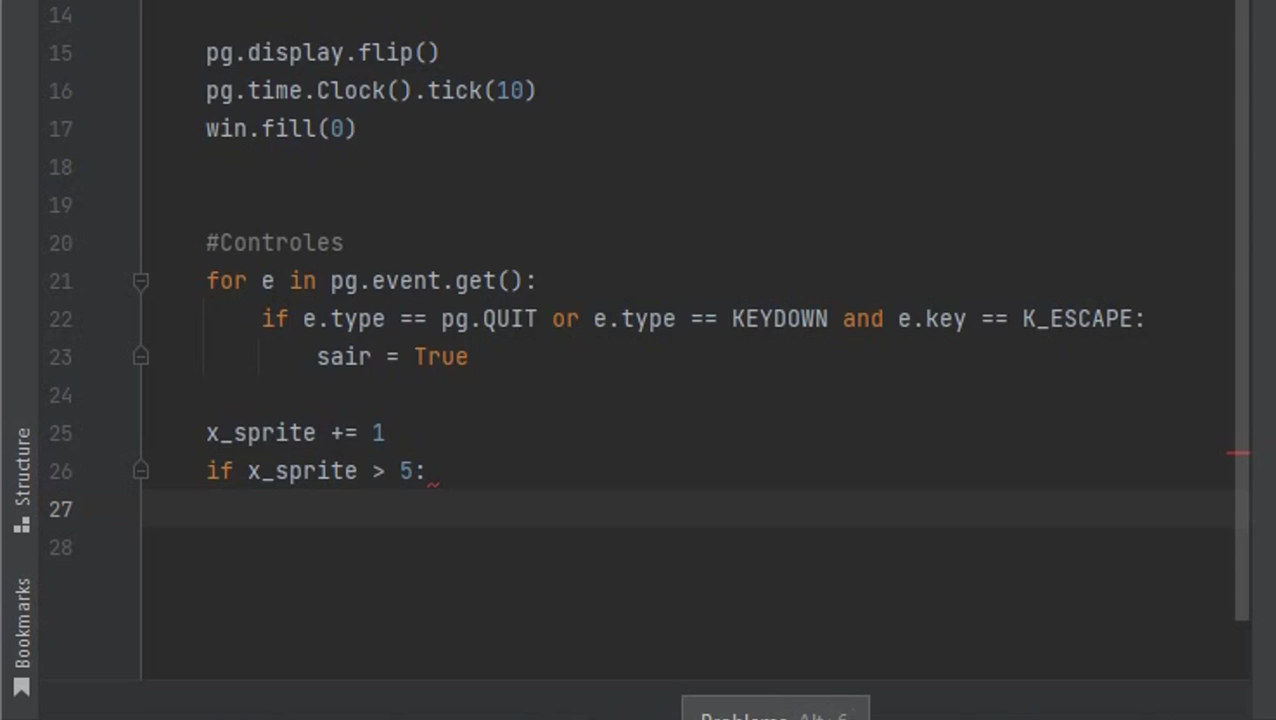 14
15 pg.display.flip()
16 pg.time.Clock().tick(10)
17 win.fill(0)
18
19
20 #Controles
21 for e in pg.event.get():
22 if e.type == pg.QUIT or e.type == KEYDOWN and e.key == K_ESCAPE:
23 sair = True
24
25 x_sprite += 1
26 if x_sprite > 5:
27
28
Structure
Bookmarks
Problems Alt+6